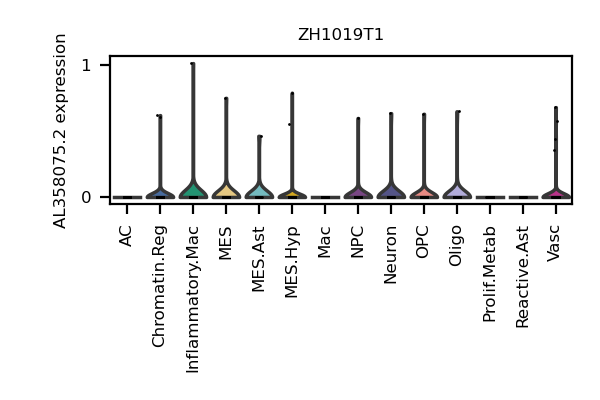 ZH1019T1
AL358075.2 expression
1
0
AC
Chromatin.Reg
Inflammatory.Mac
MES
MES.Ast
MES.Hyp
Mac
NPC
Neuron
OPC
Oligo
Prolif.Metab
Reactive.Ast
Vasc